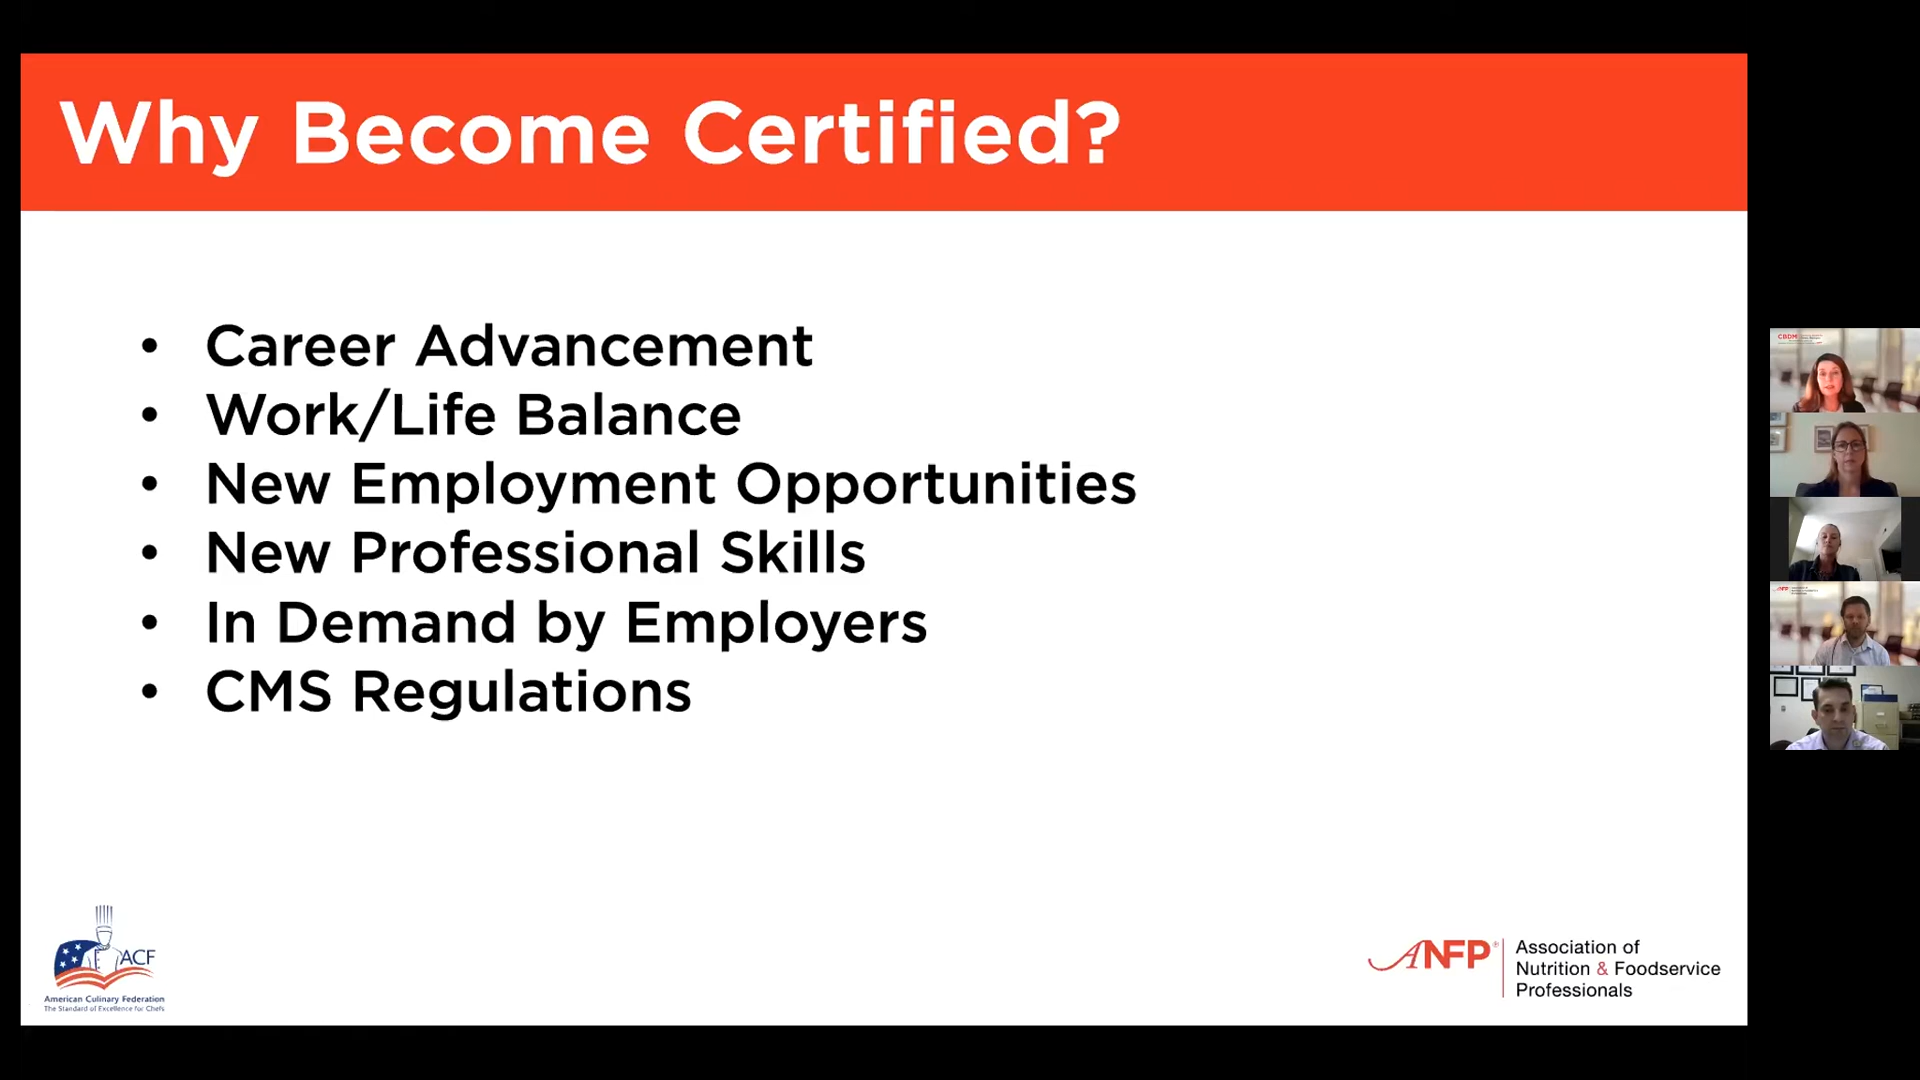 Why Become Certified?
• Career Advancement
• Work/Life Balance
• New Employment Opportunities
• New Professional Skills
• In Demand by Employers
• CMS Regulations
ACF
American Culinary Federation
The Standard of Excellence for Chefs
ANFP®
Association of
Nutrition & Foodservice
Professionals
CBDM